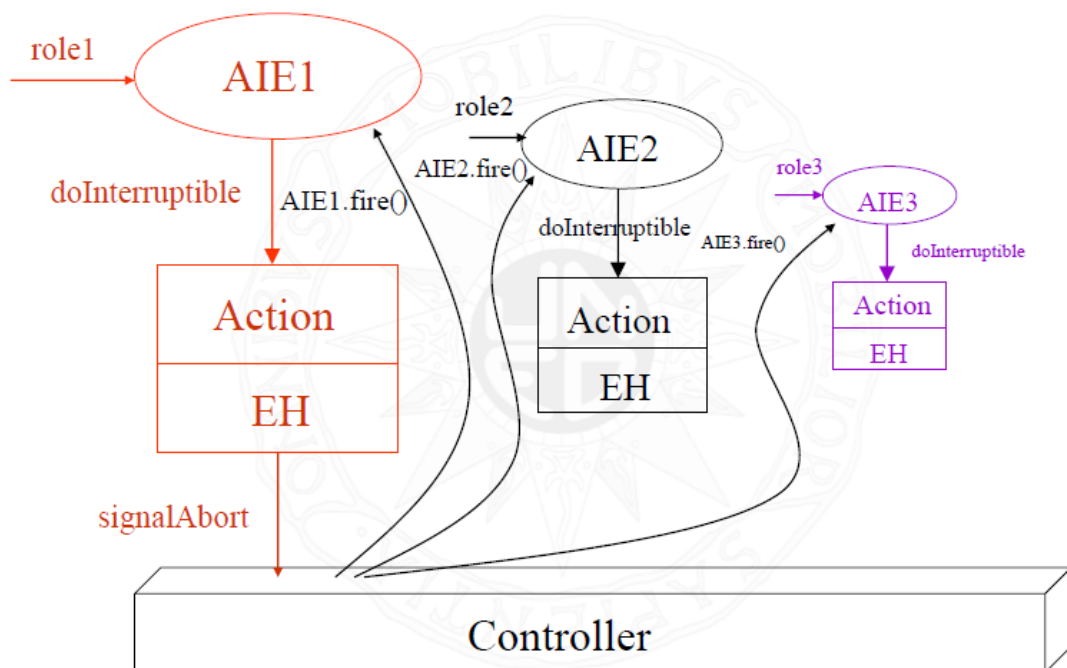 role1
AIE1
doInterruptible
AIE1.fire()
Action
EH
signalAbort
role2
AIE2
AIE2.fire()
doInterruptible
Action
EH
role3
AIE3
AIE3.fire()
doInterruptible
Action
EH
Controller